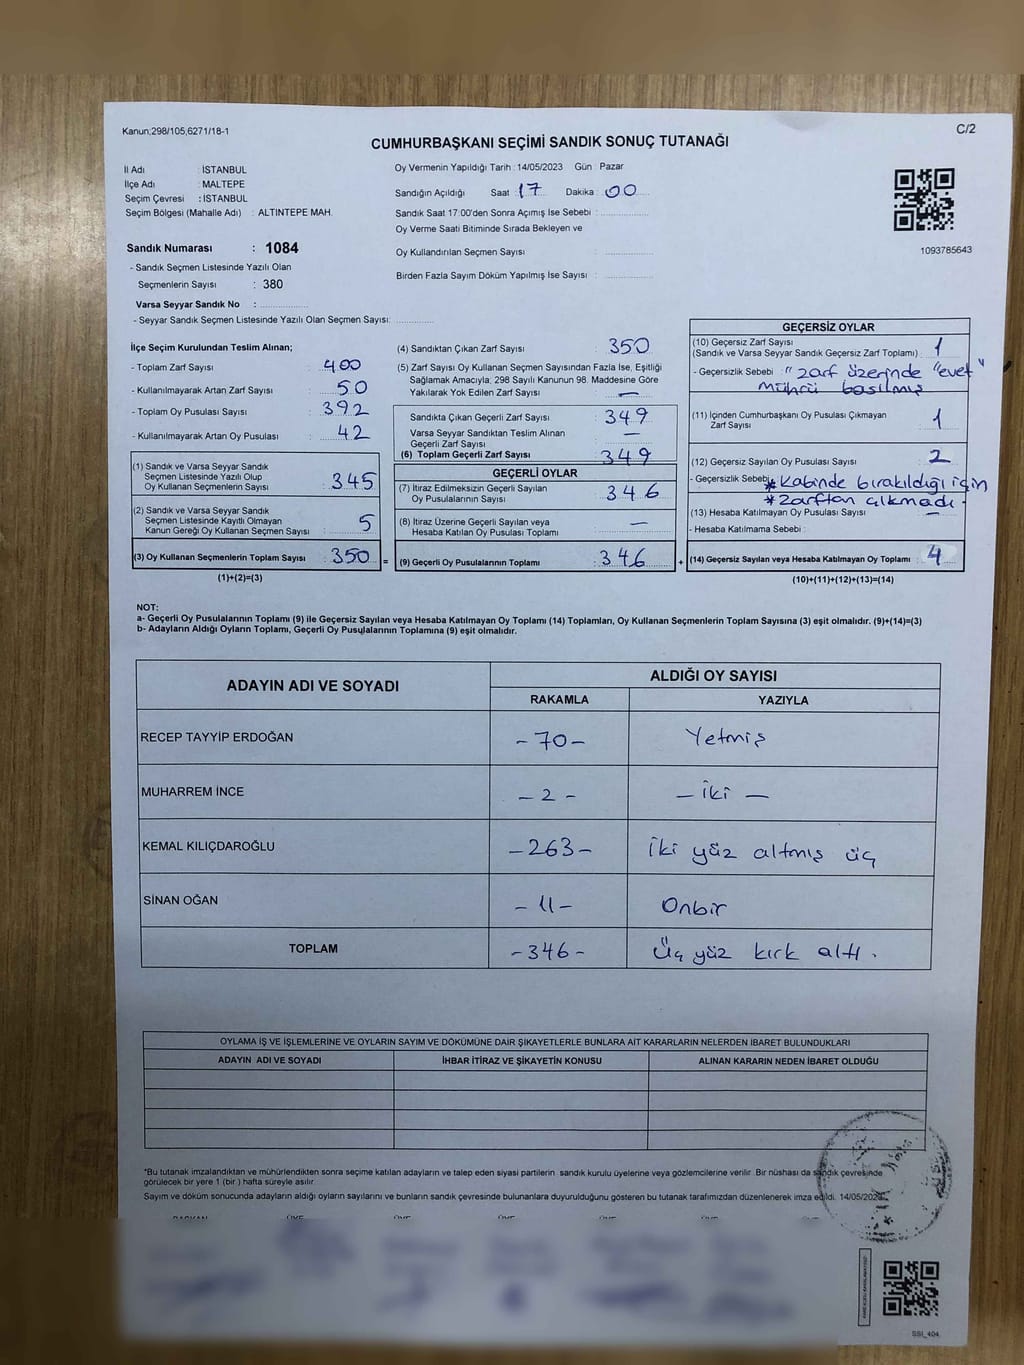 Kanun;298/105,6271/18-1
C/2
CUMHURBAŞKANI SEÇİMİ SANDIK SONUÇ TUTANAĞI
İl Adı : İSTANBUL
İlçe Adı : MALTEPE
Seçim Çevresi : İSTANBUL
Seçim Bölgesi (Mahalle Adı) : ALTINTEPE MAH.
Sandık Numarası : 1084
- Sandık Seçmen Listesinde Yazılı Olan
Seçmenlerin Sayısı : 380
Varsa Seyyar Sandık No :
- Seyyar Sandık Seçmen Listesinde Yazılı Olan Seçmen Sayısı:
Oy Vermenin Yapıldığı Tarih : 14/05/2023 Gün : Pazar
Sandığın Açıldığı Saat : 17 Dakika : 00
Sandık Saat 17:00'den Sonra Açımış İse Sebebi :
Oy Verme Saati Bitiminde Sırada Bekleyen ve
Oy Kullandırılan Seçmen Sayısı :
Birden Fazla Sayım Döküm Yapılmış İse Sayısı :
1093785643
İlçe Seçim Kurulundan Teslim Alınan;
- Toplam Zarf Sayısı : 400
- Kullanılmayarak Artan Zarf Sayısı : 50
- Toplam Oy Pusulası Sayısı : 392
- Kullanılmayarak Artan Oy Pusulası : 42
(1) Sandık ve Varsa Seyyar Sandık
Seçmen Listesinde Yazılı Olup
Oy Kullanan Seçmenlerin Sayısı : 345
(2) Sandık ve Varsa Seyyar Sandık
Seçmen Listesinde Kayıtlı Olmayan
Kanun Gereği Oy Kullanan Seçmen Sayısı : 5
(3) Oy Kullanan Seçmenlerin Toplam Sayısı : 350 =
(1)+(2)=(3)
(4) Sandıktan Çıkan Zarf Sayısı : 350
(5) Zarf Sayısı Oy Kullanan Seçmen Sayısından Fazla İse, Eşitliği
Sağlamak Amacıyla; 298 Sayılı Kanunun 98. Maddesine Göre
Yakılarak Yok Edilen Zarf Sayısı : —
Sandıkta Çıkan Geçerli Zarf Sayısı : 349
Varsa Seyyar Sandıktan Teslim Alınan
Geçerli Zarf Sayısı : —
(6) Toplam Geçerli Zarf Sayısı : 349
GEÇERLİ OYLAR
(7) İtiraz Edilmeksizin Geçerli Sayılan
Oy Pusulalarının Sayısı : 346
(8) İtiraz Üzerine Geçerli Sayılan veya
Hesaba Katılan Oy Pusulası Toplamı : —
(9) Geçerli Oy Pusulalarının Toplamı : 346 +
GEÇERSİZ OYLAR
(10) Geçersiz Zarf Sayısı
(Sandık ve Varsa Seyyar Sandık Geçersiz Zarf Toplamı) : 1
- Geçersizlik Sebebi : "zarf üzerinde "evet"
mührü basılmış
(11) İçinden Cumhurbaşkanı Oy Pusulası Çıkmayan
Zarf Sayısı : 1
(12) Geçersiz Sayılan Oy Pusulası Sayısı : 2
- Geçersizlik Sebebi * Kabinde bırakıldığı için
* zarftan çıkmadı -
(13) Hesaba Katılmayan Oy Pusulası Sayısı : —
- Hesaba Katılmama Sebebi :
(14) Geçersiz Sayılan veya Hesaba Katılmayan Oy Toplamı : 4
(10)+(11)+(12)+(13)=(14)
NOT:
a- Geçerli Oy Pusulalarının Toplamı (9) ile Geçersiz Sayılan veya Hesaba Katılmayan Oy Toplamı (14) Toplamları, Oy Kullanan Seçmenlerin Toplam Sayısına (3) eşit olmalıdır. (9)+(14)=(3)
b- Adayların Aldığı Oyların Toplamı, Geçerli Oy Pusulalarının Toplamına (9) eşit olmalıdır.
ADAYIN ADI VE SOYADI
ALDIĞI OY SAYISI
RAKAMLA YAZIYLA
RECEP TAYYİP ERDOĞAN -70- Yetmiş
MUHARREM İNCE -2- -iki-
KEMAL KILIÇDAROĞLU -263- iki yüz altmış üç
SİNAN OĞAN -11- Onbir
TOPLAM -346- Üç yüz kırk altı.
OYLAMA İŞ VE İŞLEMLERİNE VE OYLARIN SAYIM VE DÖKÜMÜNE DAİR ŞİKAYETLERLE BUNLARA AİT KARARLARIN NELERDEN İBARET BULUNDUKLARI
ADAYIN ADI VE SOYADI İHBAR İTİRAZ VE ŞİKAYETİN KONUSU ALINAN KARARIN NEDEN İBARET OLDUĞU
*Bu tutanak imzalandıktan ve mühürlendikten sonra seçime katılan adayların ve talep eden siyasi partilerin sandık kurulu üyelerine veya gözlemcilerine verilir. Bir nüshası da sandık çevresinde
görülecek bir yere 1 (bir) hafta süreyle asılır.
Sayım ve döküm sonucunda adayların aldığı oyların sayılarını ve bunların sandık çevresinde bulunanlara duyurulduğunu gösteren bu tutanak tarafımızdan düzenlenerek imza edildi. 14/05/2023
SSİ_404